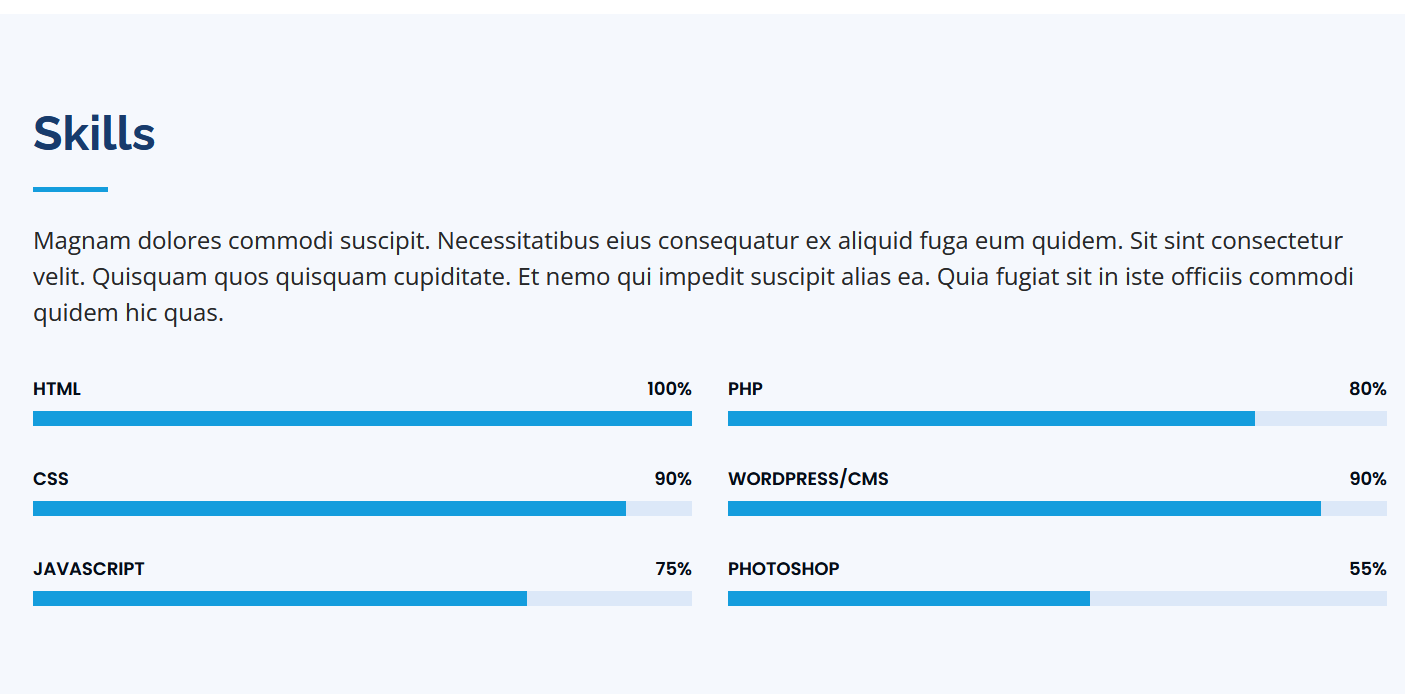 Skills
Magnam dolores commodi suscipit. Necessitatibus eius consequatur ex aliquid fuga eum quidem. Sit sint consectetur
velit. Quisquam quos quisquam cupiditate. Et nemo qui impedit suscipit alias ea. Quia fugiat sit in iste officiis commodi
quidem hic quas.
HTML 100%
PHP 80%
CSS 90%
WORDPRESS/CMS 90%
JAVASCRIPT 75%
PHOTOSHOP 55%